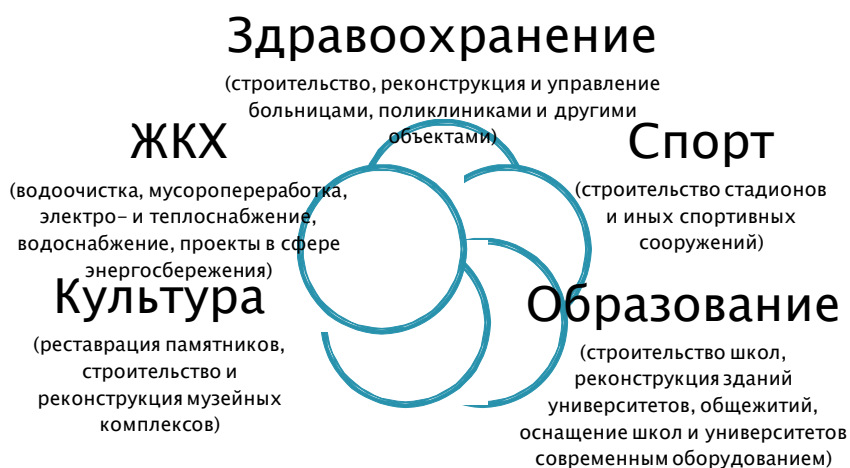 Здравоохранение
(строительство, реконструкция и управление
больницами, поликлиниками и другими
объектами)
ЖКХ
(водоочистка, мусоропереработка,
электро- и теплоснабжение,
водоснабжение, проекты в сфере
энергосбережения)
Спорт
(строительство стадионов
и иных спортивных
сооружений)
Культура
(реставрация памятников,
строительство и
реконструкция музейных
комплексов)
Образование
(строительство школ,
реконструкция зданий
университетов, общежитий,
оснащение школ и университетов
современным оборудованием)